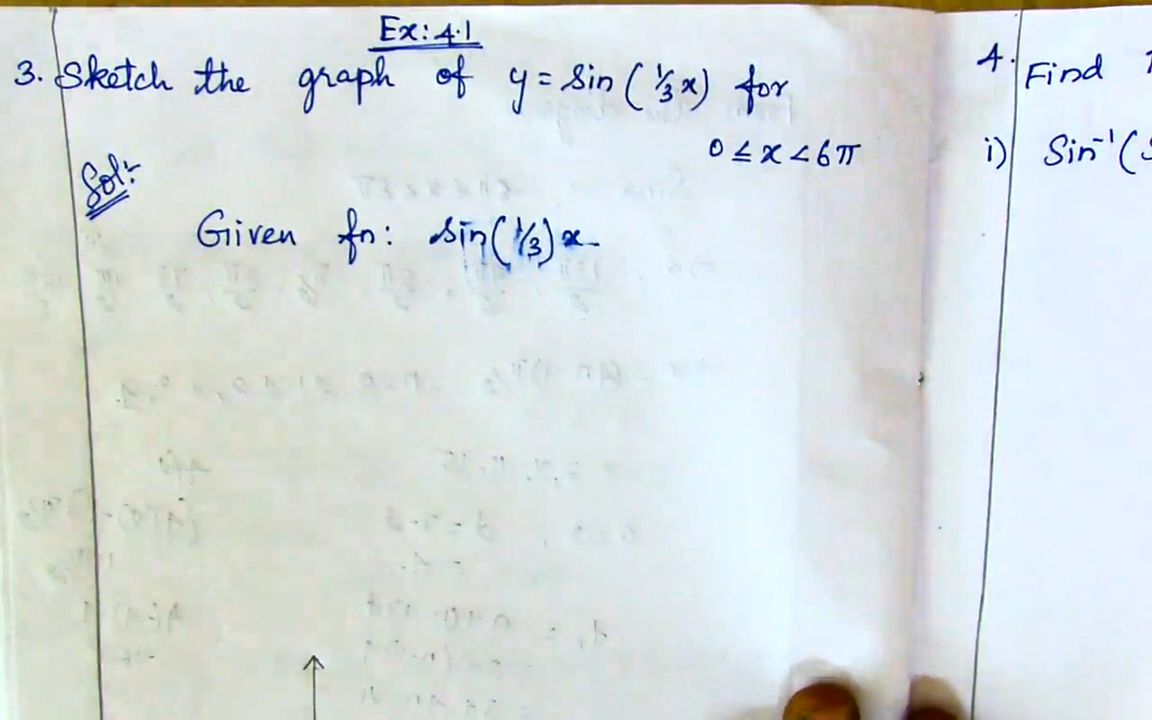 Ex: 4.1
3. Sketch the graph of y = sin (1/3 x) for
0 ≤ x < 6π
Sol:-
Given fn: sin(1/3)x
4. Find
i) Sin⁻¹(